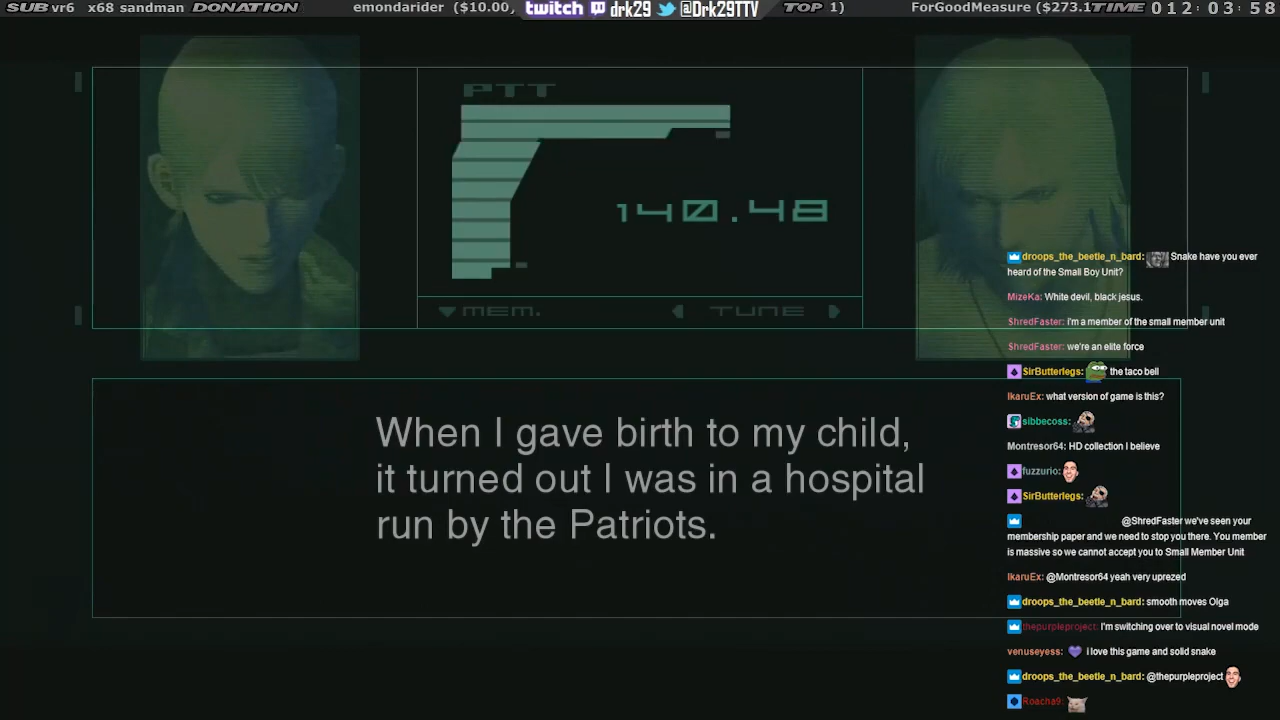 SUB vr6 x68 sandman DONATION emondarider ($10.00, twitch drk29 @Drk29TTV TOP 1) ForGoodMeasure ($273.1 TIME 012:03:58
PTT
140.48
MEM. TUNE
When I gave birth to my child,
it turned out I was in a hospital
run by the Patriots.
droops_the_beetle_n_bard: Snake have you ever
heard of the Small Boy Unit?
MizeKa: White devil, black jesus.
ShredFaster: i'm a member of the small member unit
ShredFaster: we're an elite force
SirButterlegs: the taco bell
IkaruEx: what version of game is this?
sibbecoss:
Montresor64: HD collection I believe
fuzzurio:
SirButterlegs:
@ShredFaster we've seen your
membership paper and we need to stop you there. You member
is massive so we cannot accept you to Small Member Unit
IkaruEx: @Montresor64 yeah very uprezed
droops_the_beetle_n_bard: smooth moves Olga
thepurpleproject: I'm switching over to visual novel mode
venuseyess: i love this game and solid snake
droops_the_beetle_n_bard: @thepurpleproject
Roacha9: